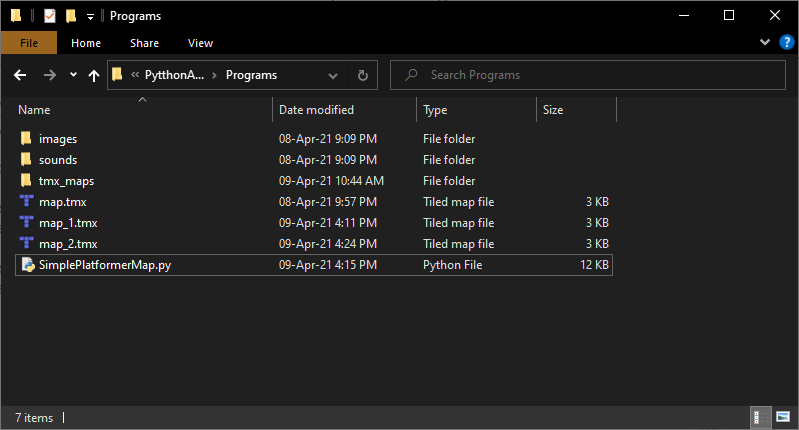 Programs
File Home Share View
PytthonA... Programs Search Programs
Name Date modified Type Size
images 08-Apr-21 9:09 PM File folder
sounds 08-Apr-21 9:09 PM File folder
tmx_maps 09-Apr-21 10:44 AM File folder
map.tmx 08-Apr-21 9:57 PM Tiled map file 3 KB
map_1.tmx 09-Apr-21 4:11 PM Tiled map file 3 KB
map_2.tmx 09-Apr-21 4:24 PM Tiled map file 3 KB
SimplePlatformerMap.py 09-Apr-21 4:15 PM Python File 12 KB
7 items